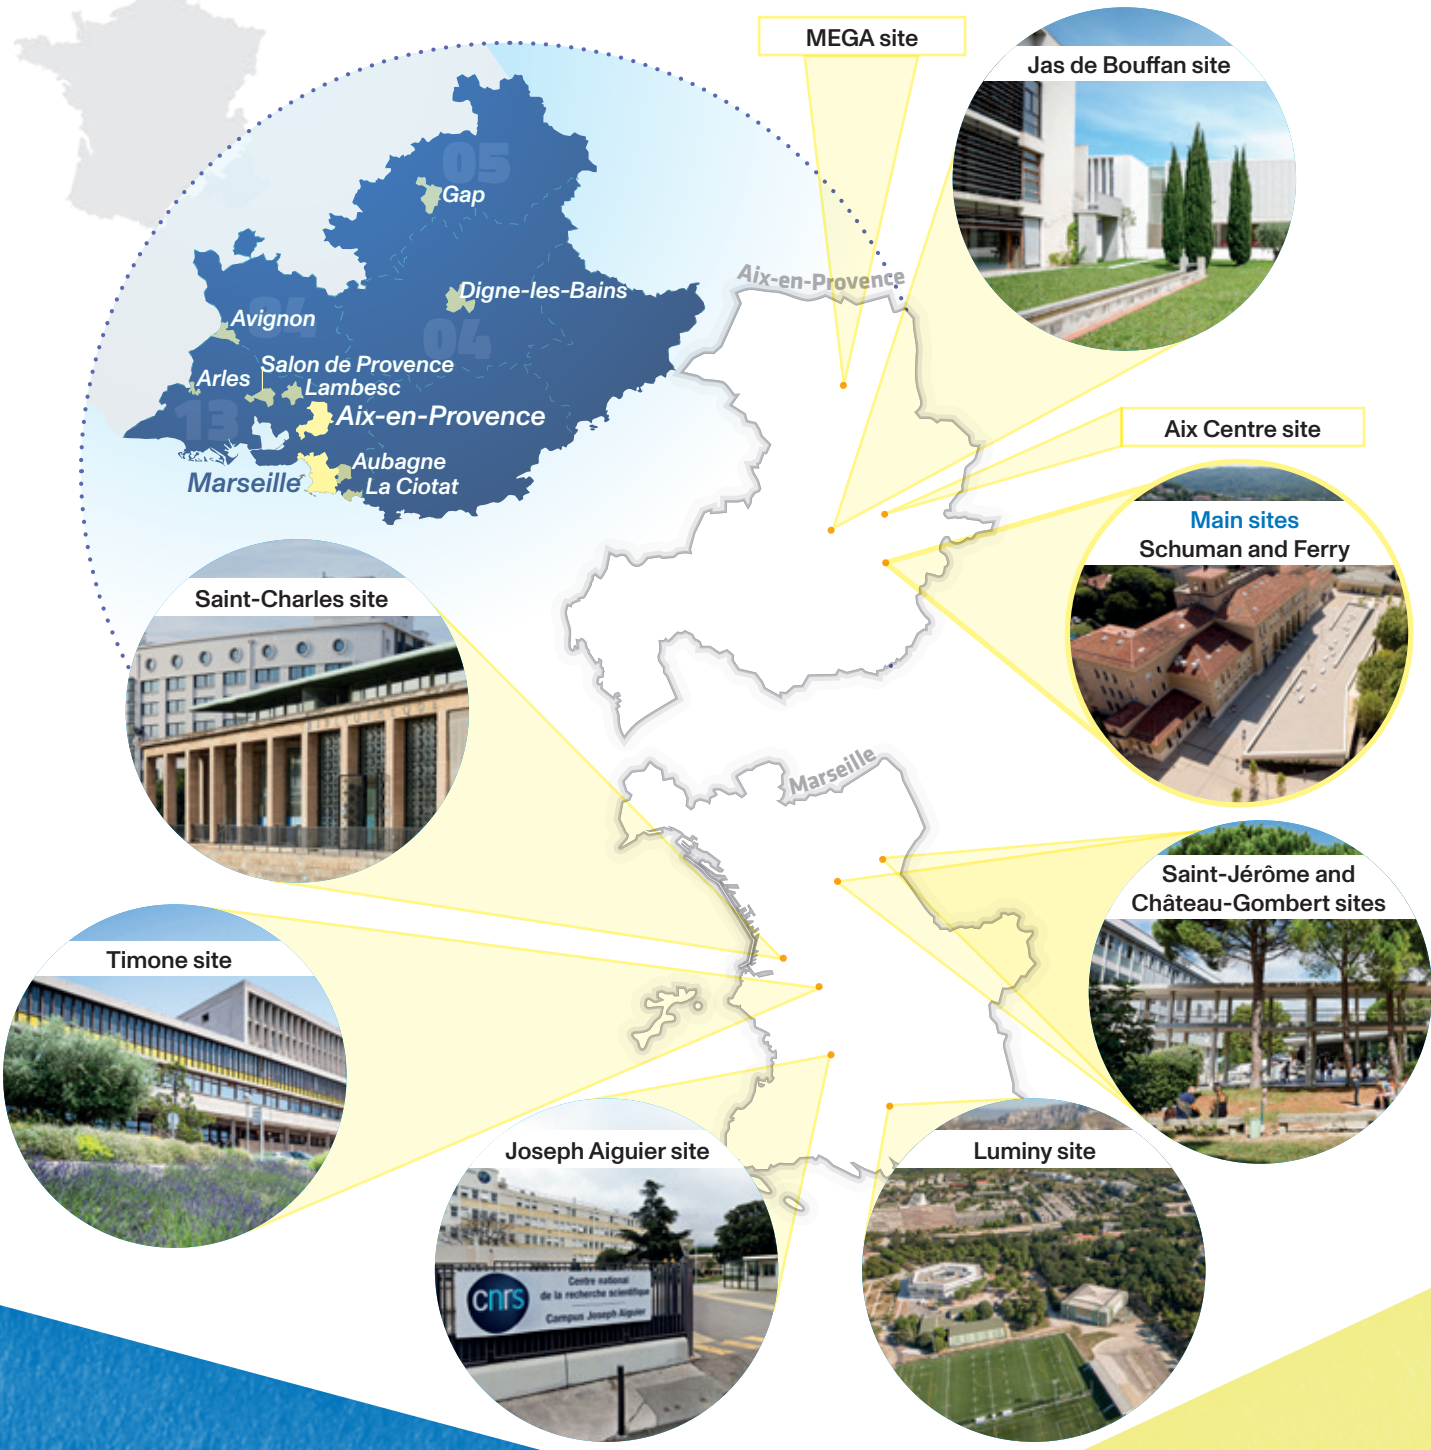 MEGA site
Jas de Bouffan site
05
Gap
Aix-en-Provence
Digne-les-Bains
84
Avignon
04
Salon de Provence
Arles
Lambesc
13
Aix-en-Provence
Aix Centre site
Aubagne
Marseille
La Ciotat
Main sites
Schuman and Ferry
Saint-Charles site
Marseille
Saint-Jérôme and
Château-Gombert sites
Timone site
Joseph Aiguier site
Luminy site
cnrs
Centre national
de la recherche scientifique
Campus Joseph Aiguier